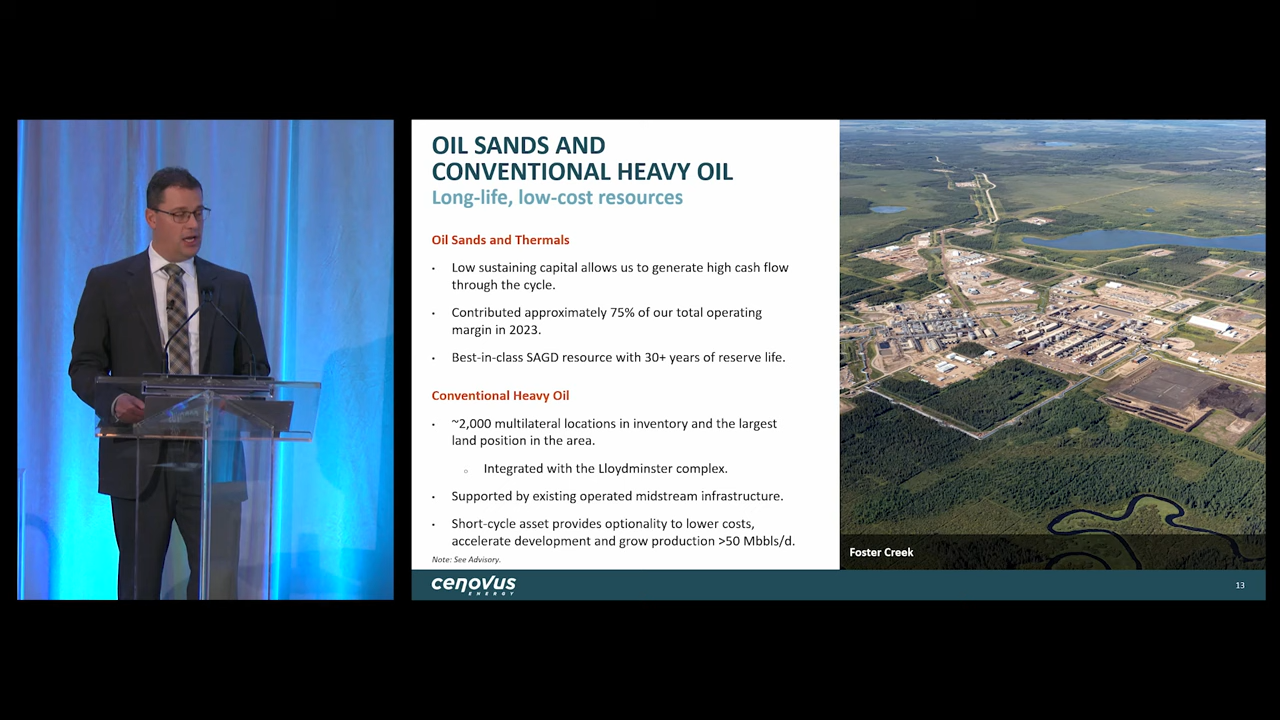 OIL SANDS AND
CONVENTIONAL HEAVY OIL
Long-life, low-cost resources
Oil Sands and Thermals
• Low sustaining capital allows us to generate high cash flow
through the cycle.
• Contributed approximately 75% of our total operating
margin in 2023.
• Best-in-class SAGD resource with 30+ years of reserve life.
Conventional Heavy Oil
• ~2,000 multilateral locations in inventory and the largest
land position in the area.
○ Integrated with the Lloydminster complex.
• Supported by existing operated midstream infrastructure.
• Short-cycle asset provides optionality to lower costs,
accelerate development and grow production >50 Mbbls/d.
Note: See Advisory.
Foster Creek
cenovus
ENERGY
13